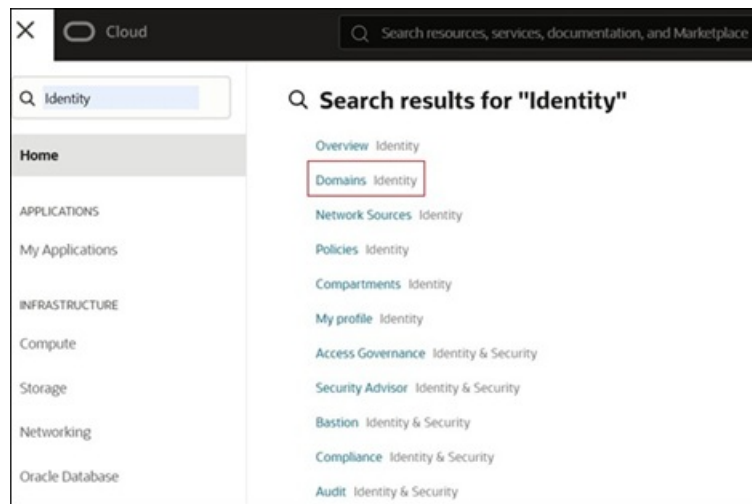 Cloud
Search resources, services, documentation, and Marketplace
Identity
Home
APPLICATIONS
My Applications
INFRASTRUCTURE
Compute
Storage
Networking
Oracle Database
Search results for "Identity"
Overview Identity
Domains Identity
Network Sources Identity
Policies Identity
Compartments Identity
My profile Identity
Access Governance Identity & Security
Security Advisor Identity & Security
Bastion Identity & Security
Compliance Identity & Security
Audit Identity & Security